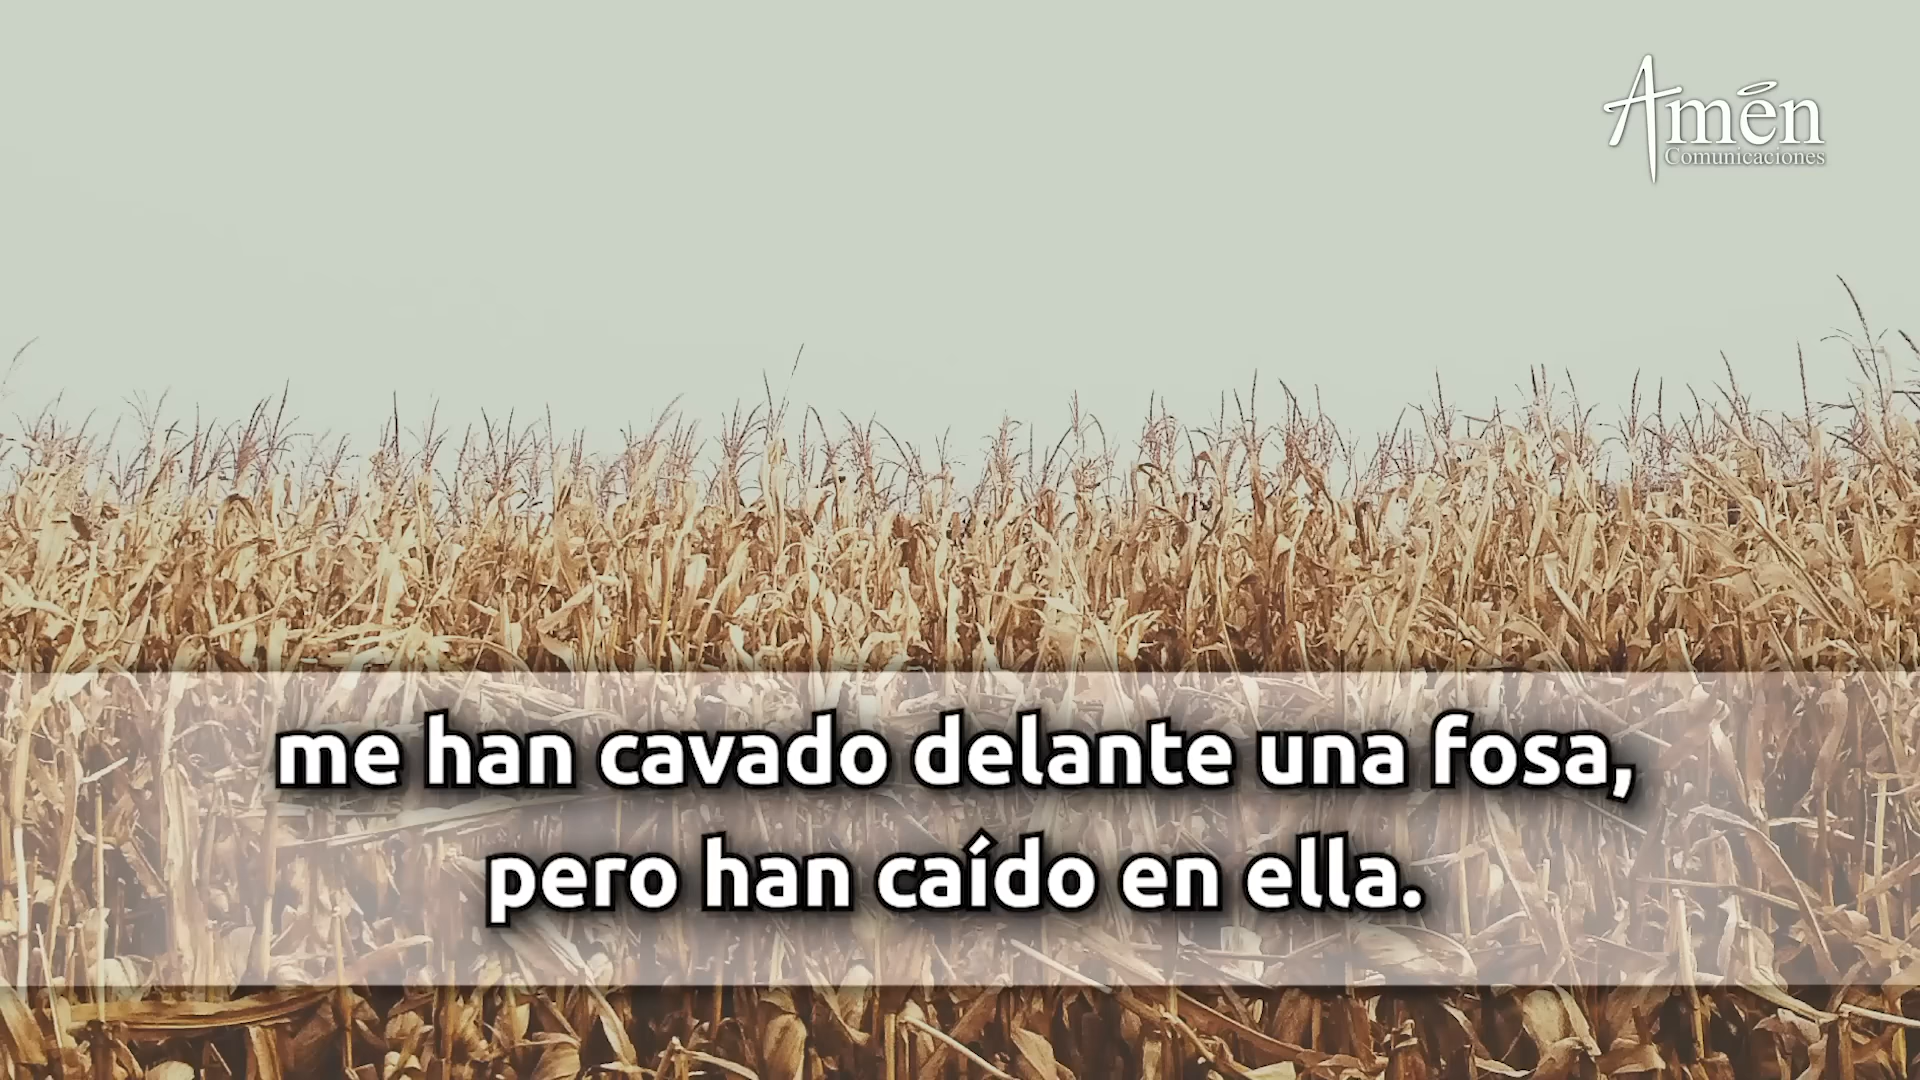 Amén
Comunicaciones
me han cavado delante una fosa,
pero han caído en ella.